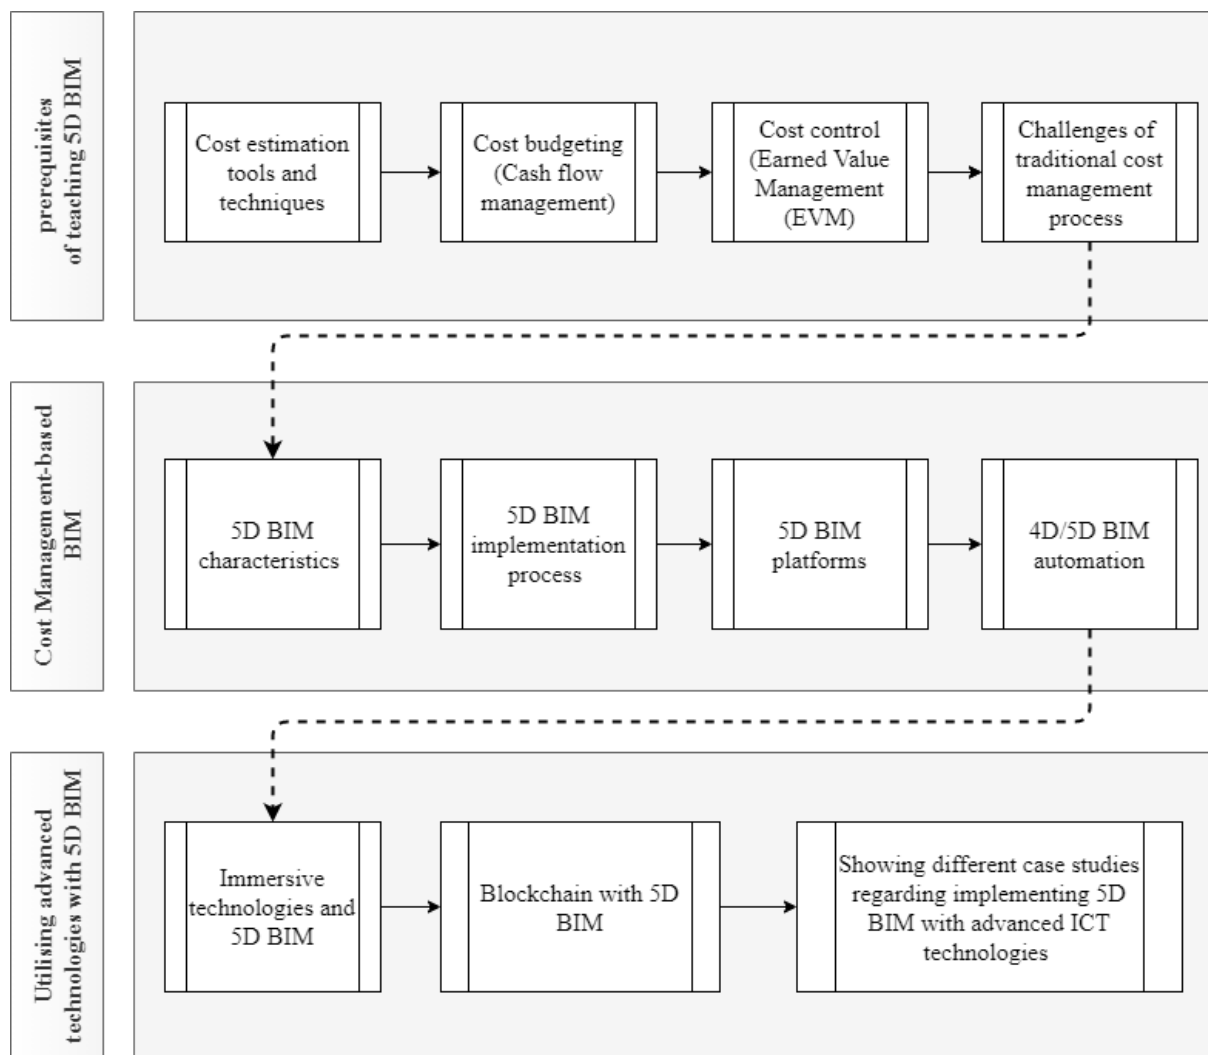 prerequisites
of teaching 5D BIM
Cost estimation
tools and
techniques
Cost budgeting
(Cash flow
management)
Cost control
(Earned Value
Management
(EVM)
Challenges of
traditional cost
management
process
Cost Managem ent-based
BIM
5D BIM
characteristics
5D BIM
implementation
process
5D BIM
platforms
4D/5D BIM
automation
Utilising advanced
technologies with 5D BIM
Immersive
technologies and
5D BIM
Blockchain with 5D
BIM
Showing different case studies
regarding implementing 5D
BIM with advanced ICT
technologies